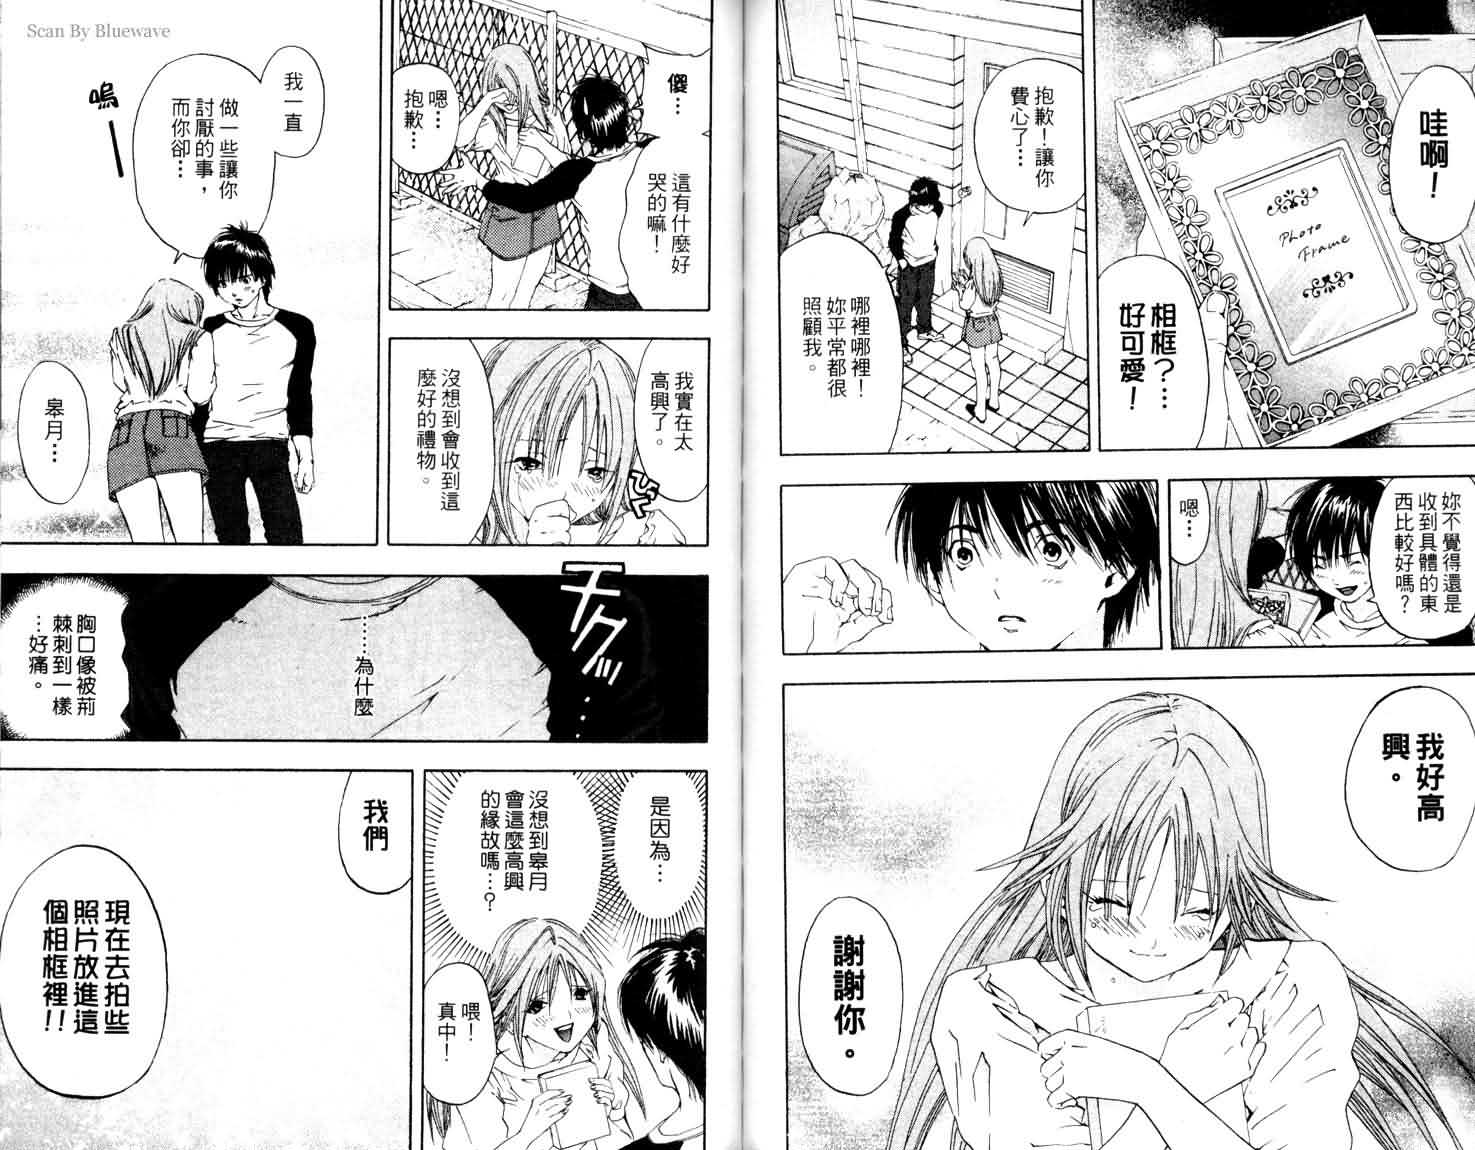 Scan By Bluewave
哇啊！
Photo
Frame
相框？…
好可愛！
抱歉！讓你
費心了…
哪裡哪裡！
妳平常都很
照顧我。
妳不覺得還是
收到具體的東
西比較好嗎？
嗯…
我好高
興。
謝謝你。
傻…
這有什麼好
哭的嘛！
嗯…
抱歉…
我一直
做一些讓你
討厭的事，
而你卻…
嗚—
皋月…
我實在太
高興了。
ひっく
沒想到會收到這
麼好的禮物。
チクッ…
……為什麼
胸口像被荊
棘刺到一樣
…好痛。
是因為…
沒想到皋月
會這麼高興
的緣故嗎…？
喂！
真中！
我們
現在去拍些
照片放進這
個相框裡!!